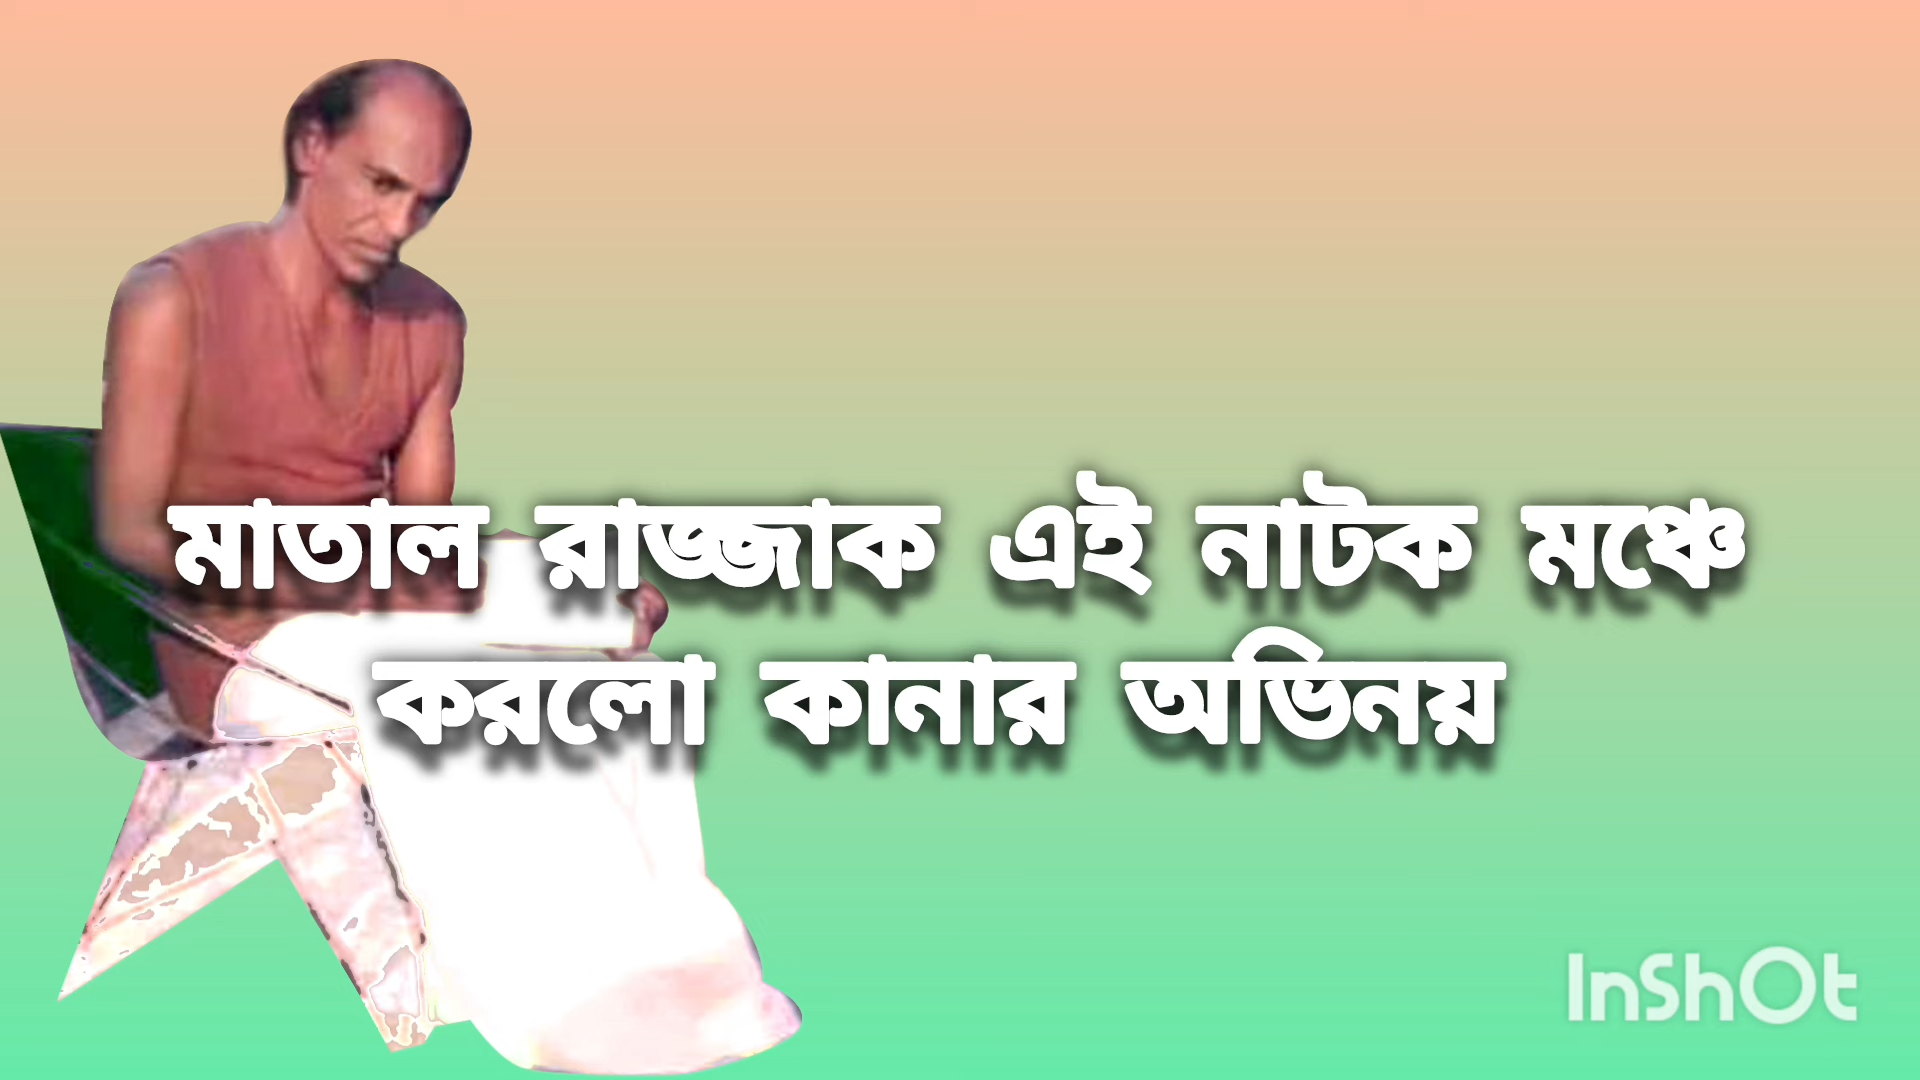 মাতাল রাজ্জাক এই নাটক মঞ্চে
করলো কানার অভিনয়
InShOt